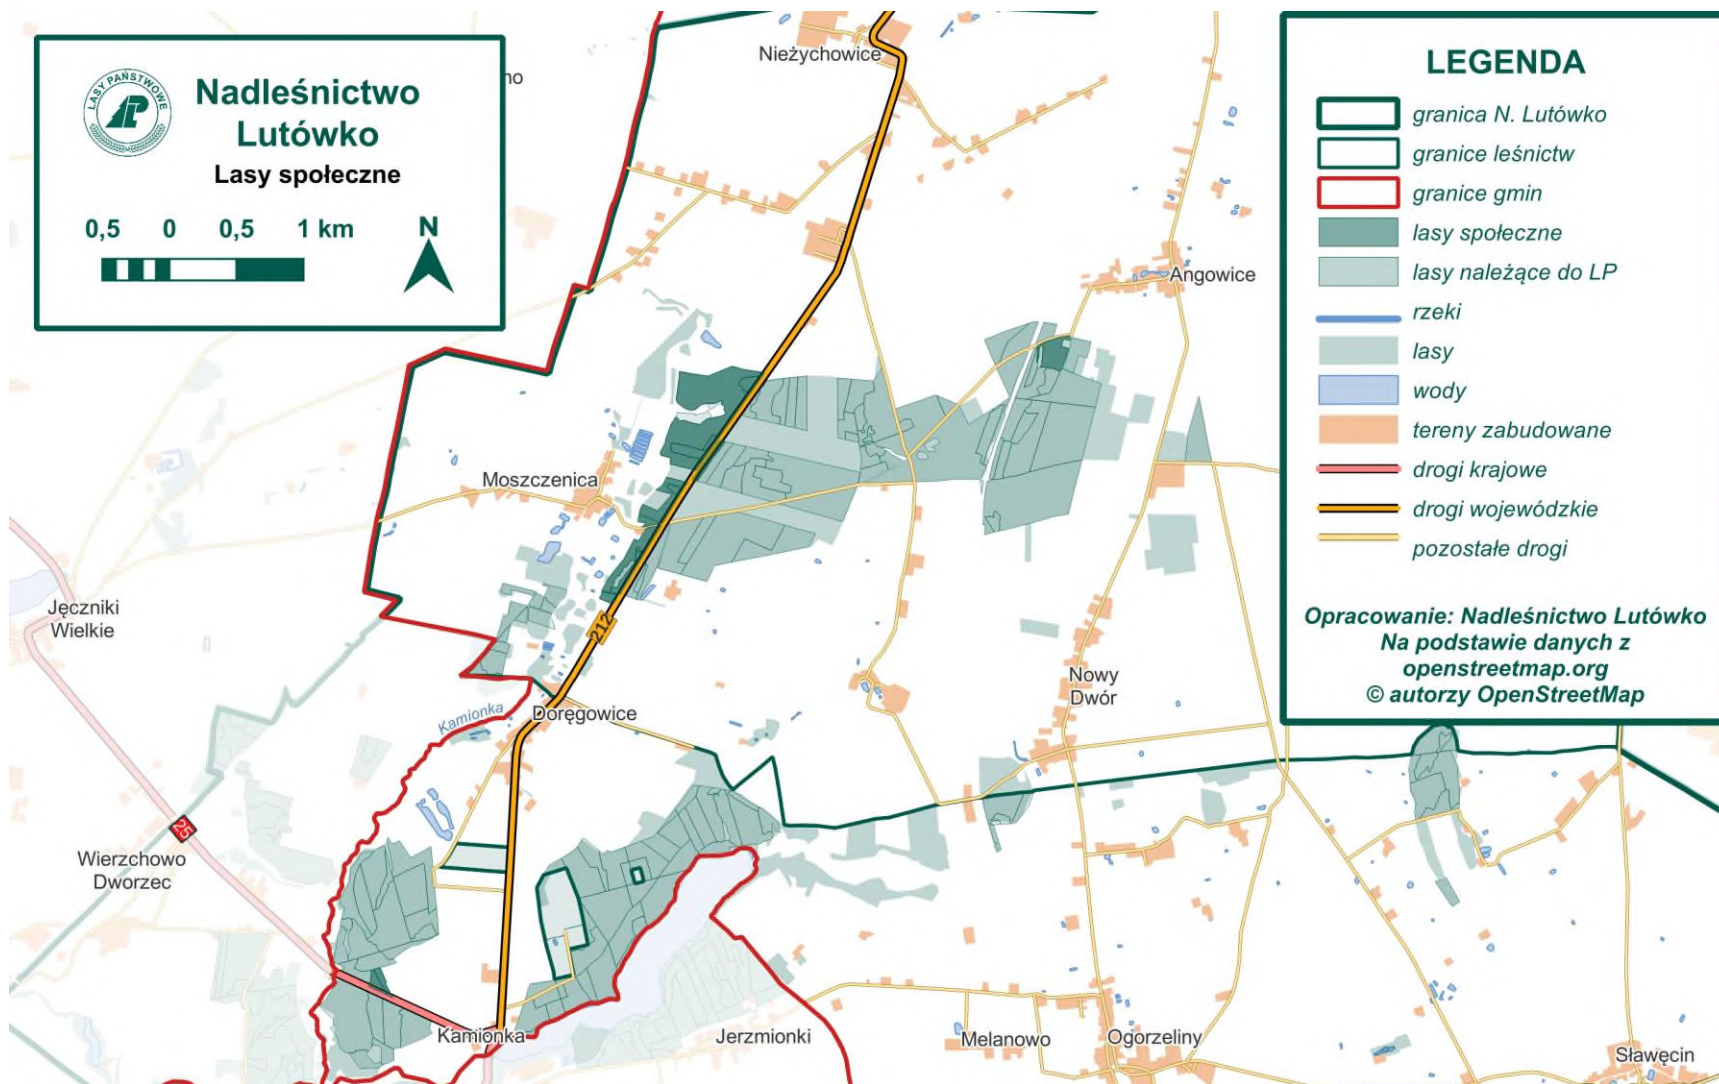 LASY PAŃSTWOWE
Nadleśnictwo
Lutówko
Lasy społeczne
0,5 0 0,5 1 km
N
no
Nieżychowice
Angowice
Moszczenica
Jęczniki
Wielkie
212
Nowy
Dwór
Kamionka
Doręgowice
25
Wierzchowo
Dworzec
Kamionka
Jerzmionki
Melanowo
Ogorzeliny
Sławęcin
LEGENDA
granica N. Lutówko
granice leśnictw
granice gmin
lasy społeczne
lasy należące do LP
rzeki
lasy
wody
tereny zabudowane
drogi krajowe
drogi wojewódzkie
pozostałe drogi
Opracowanie: Nadleśnictwo Lutówko
Na podstawie danych z
openstreetmap.org
© autorzy OpenStreetMap